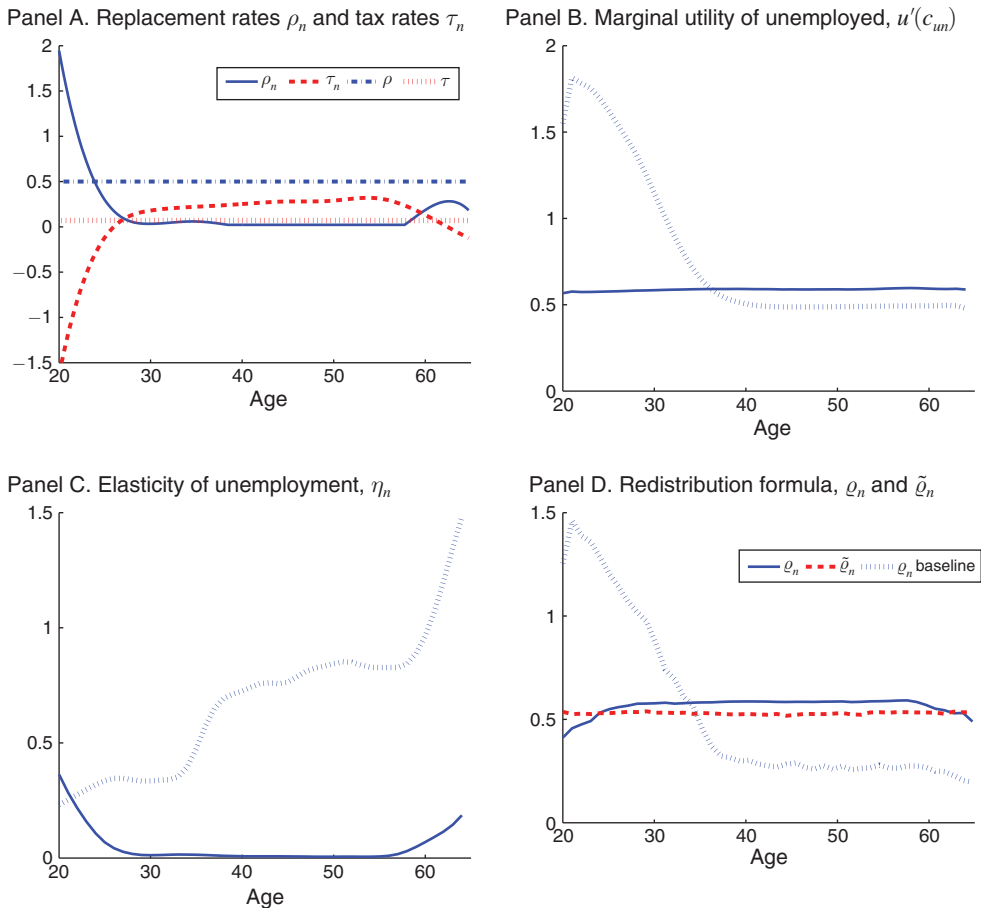 Panel A. Replacement rates ρₙ and tax rates τₙ
2
1.5
1
0.5
0
−0.5
−1
−1.5
ρₙ τₙ ρ τ
20 30 40 50 60
Age
Panel B. Marginal utility of unemployed, u′(cᵤₙ)
2
1.5
1
0.5
0
20 30 40 50 60
Age
Panel C. Elasticity of unemployment, ηₙ
1.5
1
0.5
0
20 30 40 50 60
Age
Panel D. Redistribution formula, ϱₙ and ϱ̃ₙ
1.5
1
0.5
0
ϱₙ ϱ̃ₙ ϱₙ baseline
20 30 40 50 60
Age